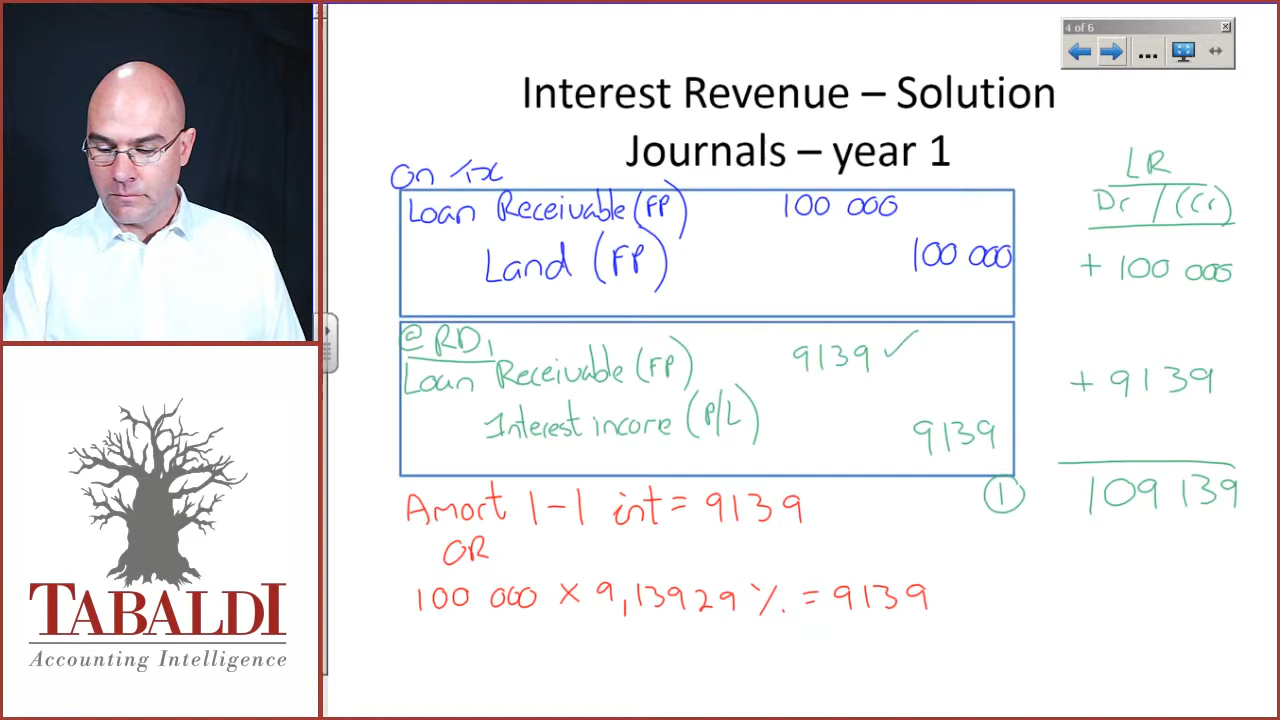 4 of 6
Interest Revenue – Solution
Journals – year 1
On t=x
Loan Receivable (FP) 100 000
Land (FP) 100 000
@ RD1
Loan Receivable (FP) 9139 ✓
Interest income (P/L) 9139
LR
Dr / (Cr)
+ 100 000
+ 9139
① 109 139
Amort 1-1 int = 9139
OR
100 000 × 9,13929 % = 9139
TABALDI
Accounting Intelligence